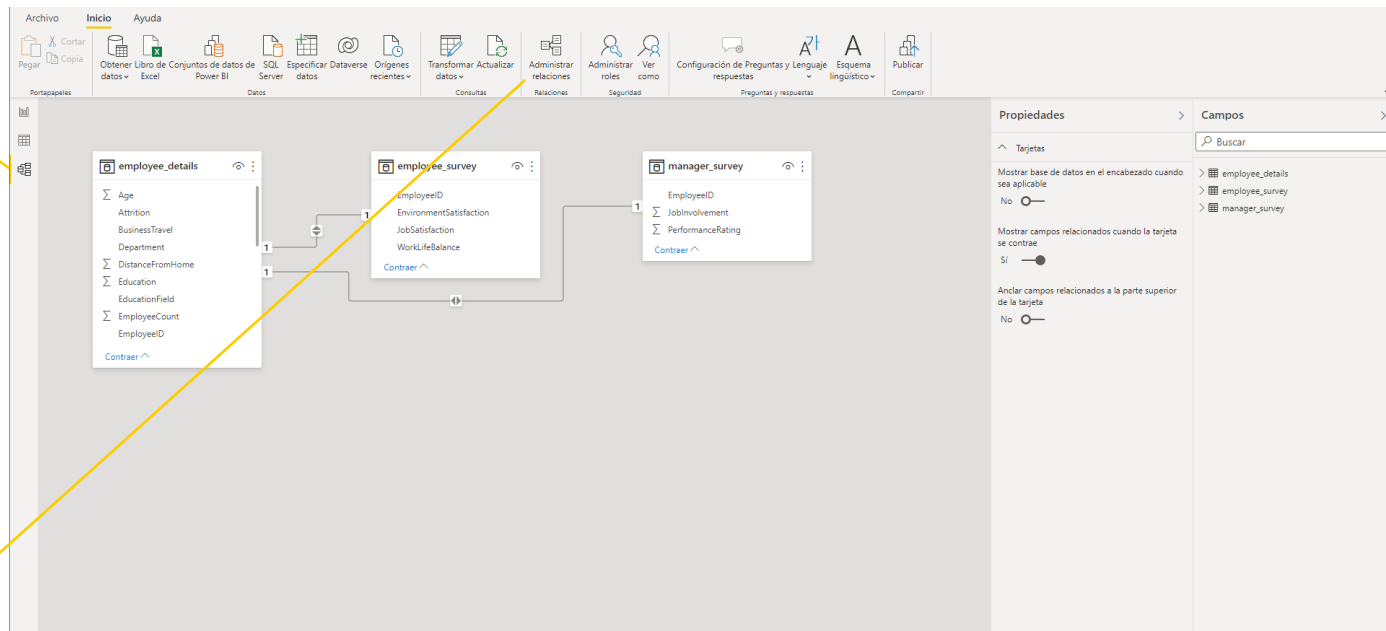 Archivo Inicio Ayuda
Pegar
Cortar
Copia
Portapapeles
Obtener datos
Libro de Excel
Conjuntos de datos de Power BI
SQL Server
Especificar datos
Dataverse
Orígenes recientes
Datos
Transformar datos
Actualizar
Consultas
Administrar relaciones
Relaciones
Administrar roles
Ver como
Seguridad
Configuración de Preguntas y respuestas
Lenguaje
Esquema lingüístico
Preguntas y respuestas
Publicar
Compartir
employee_details
Age
Attrition
BusinessTravel
Department
DistanceFromHome
Education
EducationField
EmployeeCount
EmployeeID
Contraer
1
1
employee_survey
EmployeeID
EnvironmentSatisfaction
JobSatisfaction
WorkLifeBalance
Contraer
1
manager_survey
EmployeeID
JobInvolvement
PerformanceRating
Contraer
1
Propiedades
Tarjetas
Mostrar base de datos en el encabezado cuando
sea aplicable
No
Mostrar campos relacionados cuando la tarjeta
se contrae
Sí
Anclar campos relacionados a la parte superior
de la tarjeta
No
Campos
Buscar
employee_details
employee_survey
manager_survey